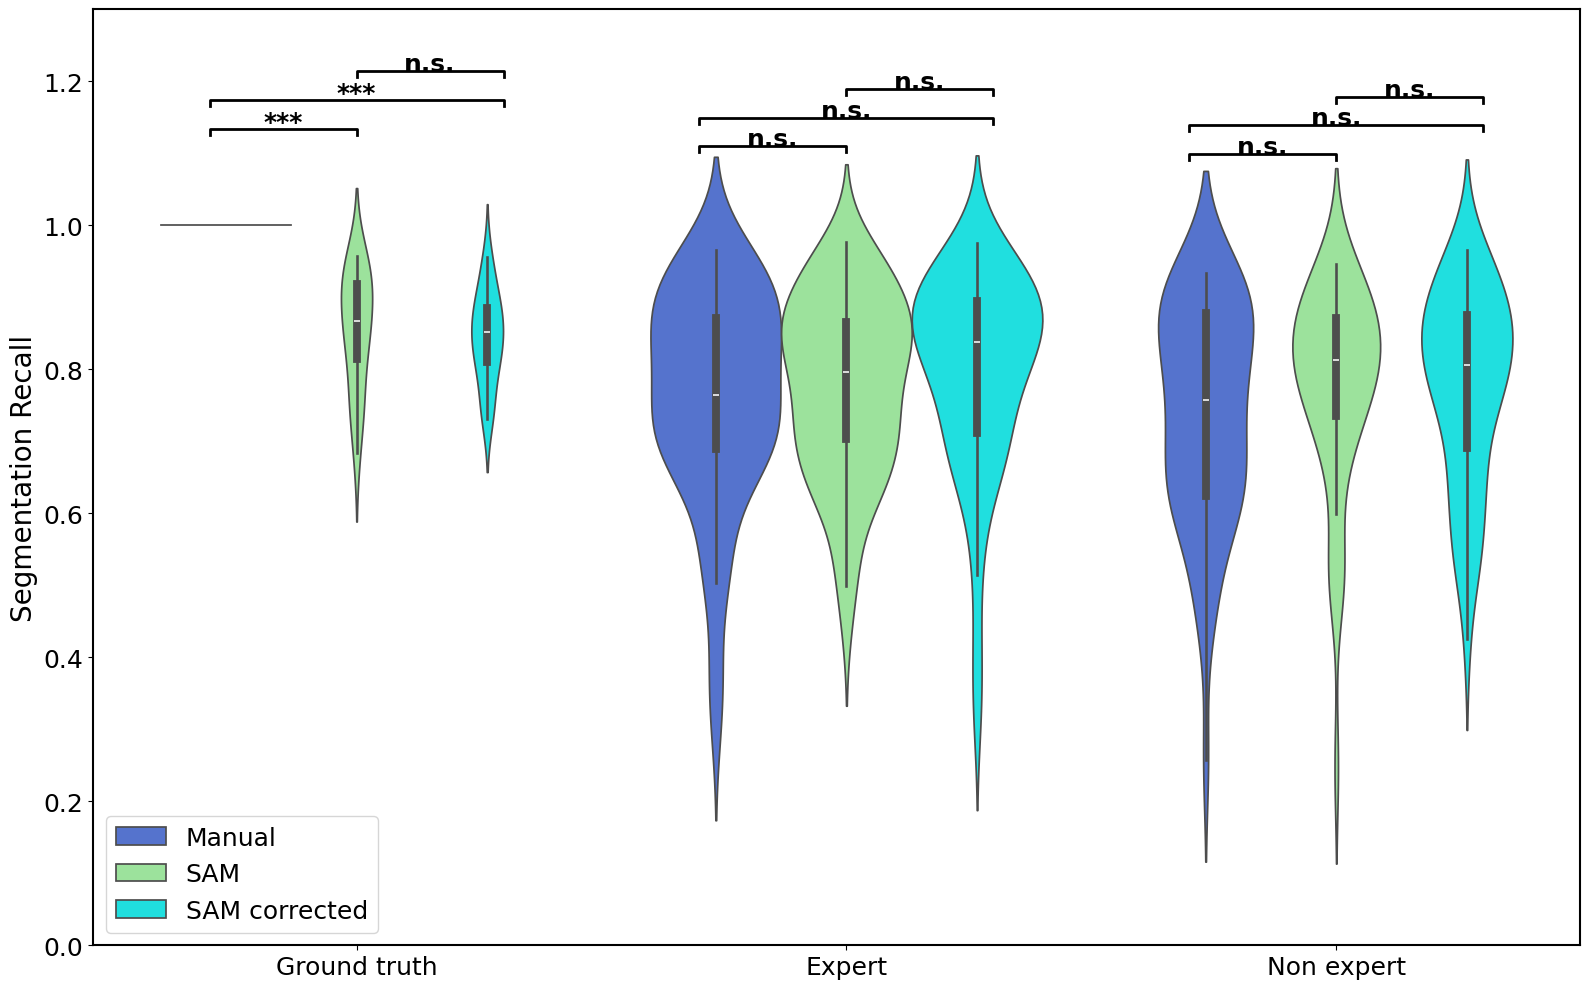 n.s.
***
***
n.s.
n.s.
n.s.
n.s.
n.s.
n.s.
Segmentation Recall
1.2
1.0
0.8
0.6
0.4
0.2
0.0
Manual
SAM
SAM corrected
Ground truth
Expert
Non expert